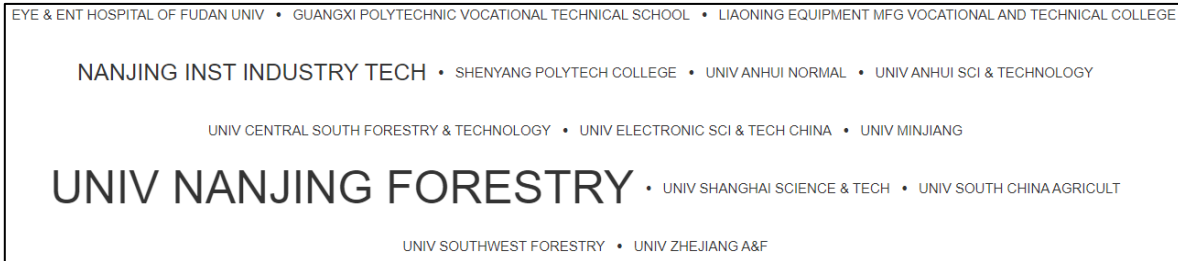 EYE & ENT HOSPITAL OF FUDAN UNIV • GUANGXI POLYTECHNIC VOCATIONAL TECHNICAL SCHOOL • LIAONING EQUIPMENT MFG VOCATIONAL AND TECHNICAL COLLEGE
NANJING INST INDUSTRY TECH • SHENYANG POLYTECH COLLEGE • UNIV ANHUI NORMAL • UNIV ANHUI SCI & TECHNOLOGY
UNIV CENTRAL SOUTH FORESTRY & TECHNOLOGY • UNIV ELECTRONIC SCI & TECH CHINA • UNIV MINJIANG
UNIV NANJING FORESTRY • UNIV SHANGHAI SCIENCE & TECH • UNIV SOUTH CHINA AGRICULT
UNIV SOUTHWEST FORESTRY • UNIV ZHEJIANG A&F